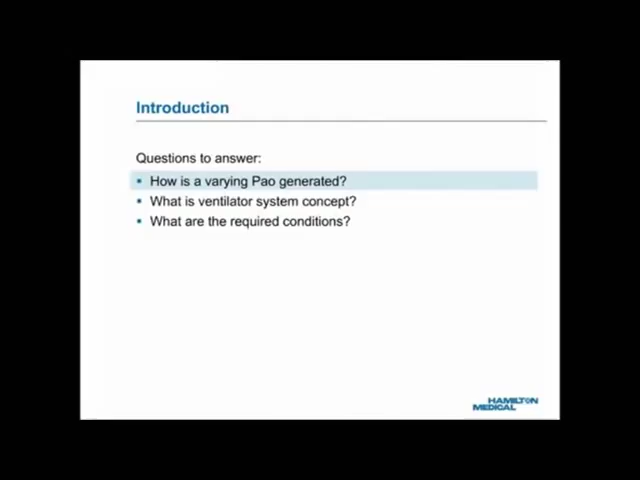 Introduction
Questions to answer:
▪ How is a varying Pao generated?
▪ What is ventilator system concept?
▪ What are the required conditions?
HAMILTON
MEDICAL